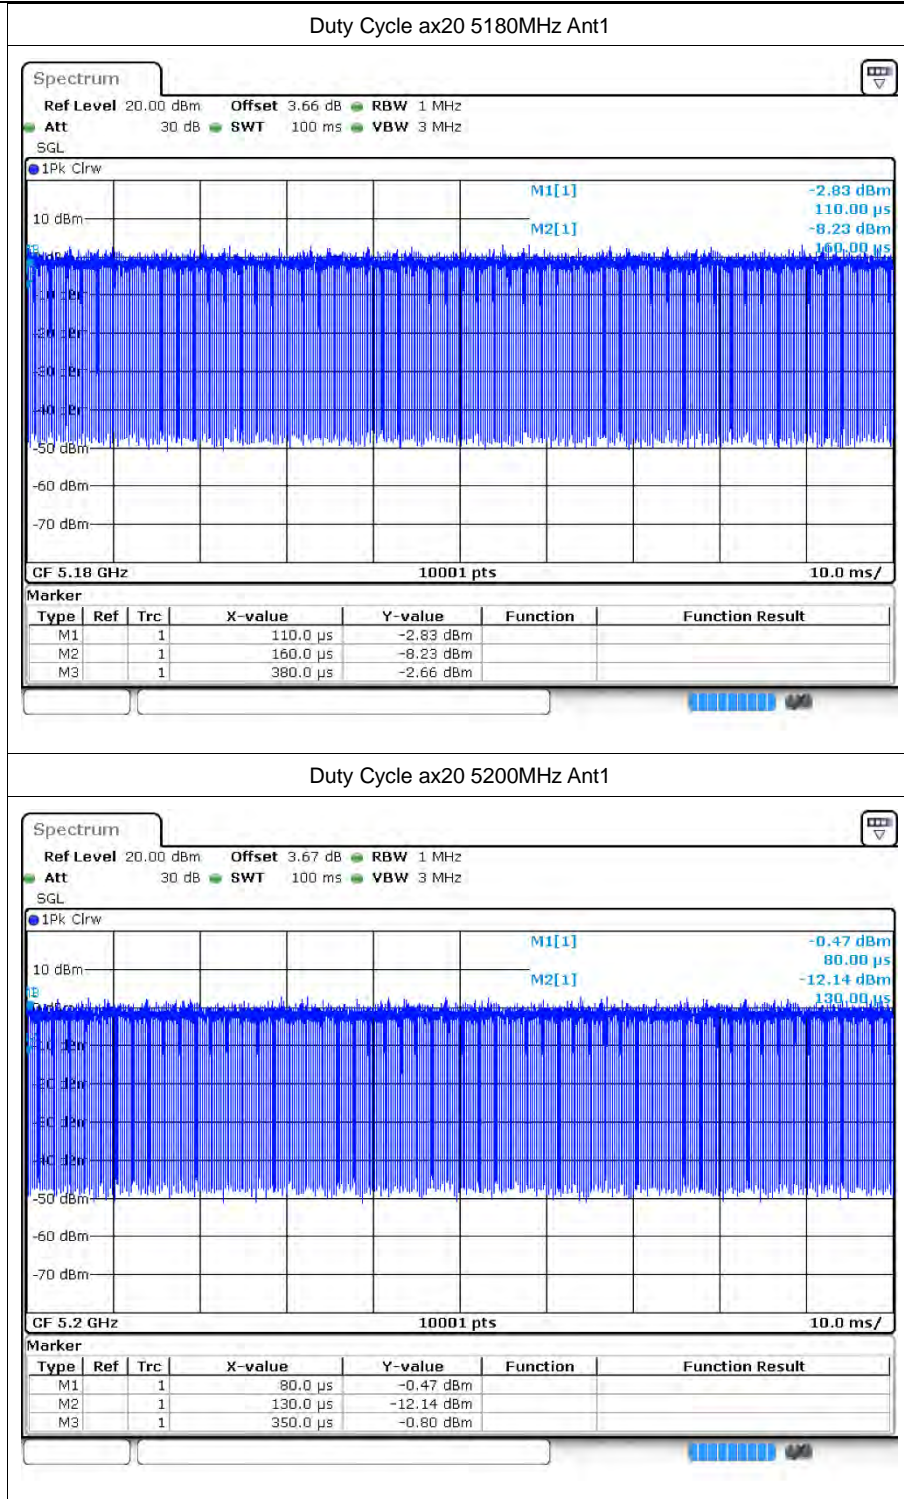 Duty Cycle ax20 5180MHz Ant1
Spectrum
Ref Level 20.00 dBm Offset 3.66 dB RBW 1 MHz
Att 30 dB SWT 100 ms VBW 3 MHz
SGL
1Pk Clrw
M1[1] -2.83 dBm
110.00 µs
10 dBm
M2[1] -8.23 dBm
160.00 µs
-50 dBm
-60 dBm
-70 dBm
CF 5.18 GHz 10001 pts 10.0 ms/
Marker
Type Ref Trc X-value Y-value Function Function Result
M1 1 110.0 µs -2.83 dBm
M2 1 160.0 µs -8.23 dBm
M3 1 380.0 µs -2.66 dBm
Duty Cycle ax20 5200MHz Ant1
Spectrum
Ref Level 20.00 dBm Offset 3.67 dB RBW 1 MHz
Att 30 dB SWT 100 ms VBW 3 MHz
SGL
1Pk Clrw
M1[1] -0.47 dBm
80.00 µs
10 dBm
M2[1] -12.14 dBm
130.00 µs
-50 dBm
-60 dBm
-70 dBm
CF 5.2 GHz 10001 pts 10.0 ms/
Marker
Type Ref Trc X-value Y-value Function Function Result
M1 1 80.0 µs -0.47 dBm
M2 1 130.0 µs -12.14 dBm
M3 1 350.0 µs -0.80 dBm